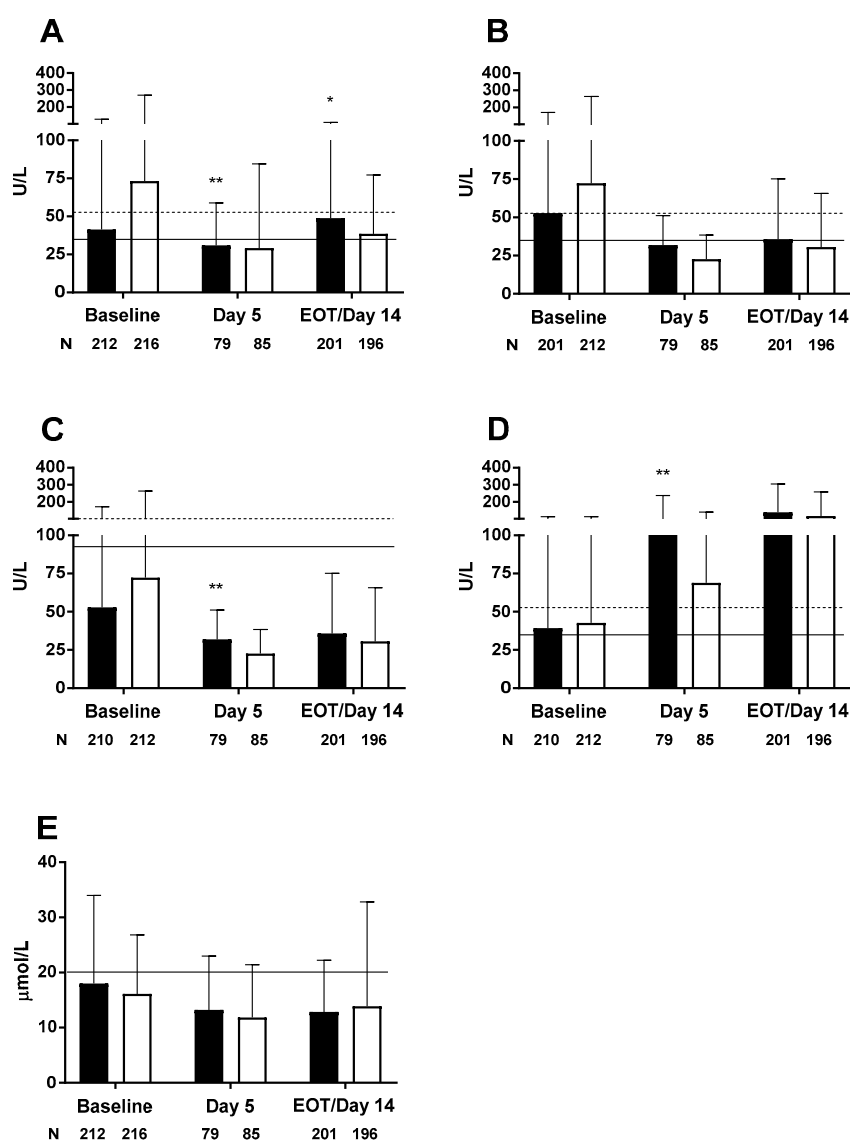 A
400
300
200
100
75
50
25
0
U/L
**
*
Baseline Day 5 EOT/Day 14
N 212 216 79 85 201 196
B
400
300
200
100
75
50
25
0
U/L
Baseline Day 5 EOT/Day 14
N 201 212 79 85 201 196
C
400
300
200
100
75
50
25
0
U/L
**
Baseline Day 5 EOT/Day 14
N 210 212 79 85 201 196
D
400
300
200
100
75
50
25
0
U/L
**
Baseline Day 5 EOT/Day 14
N 210 212 79 85 201 196
E
40
30
20
10
0
μmol/L
Baseline Day 5 EOT/Day 14
N 212 216 79 85 201 196